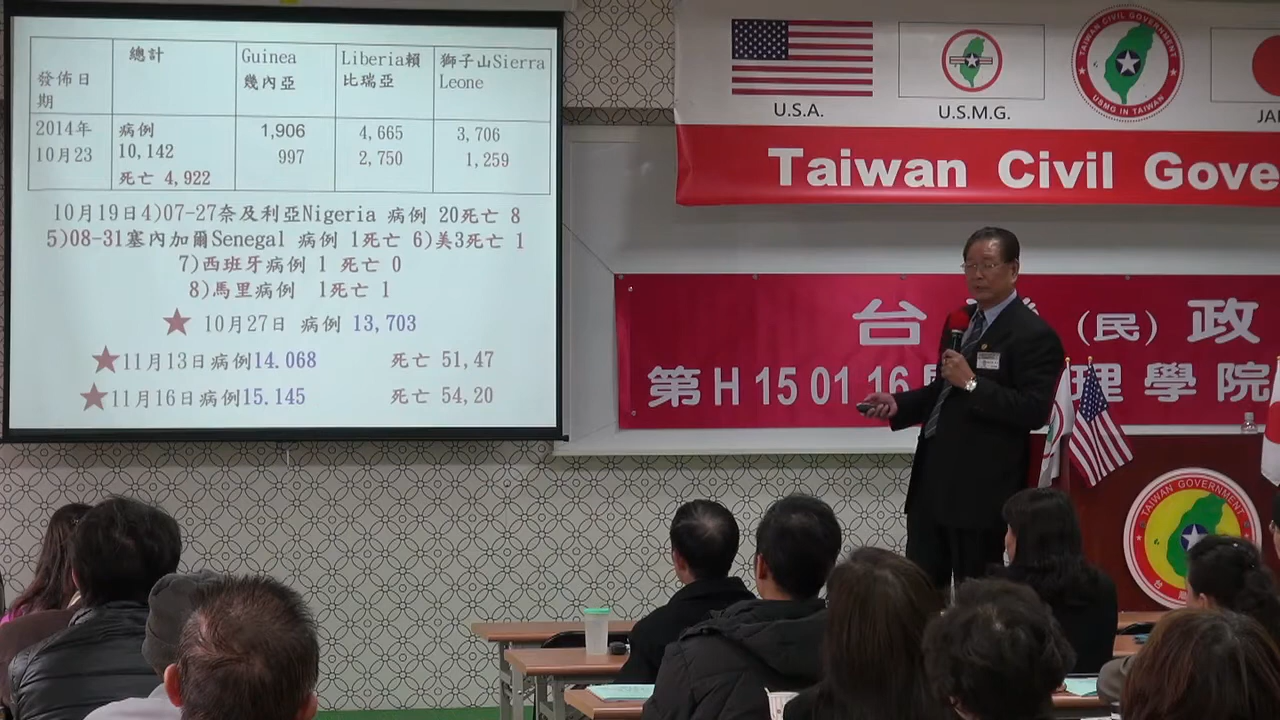 總計 Guinea Liberia賴 獅子山Sierra
發佈日 幾內亞 比瑞亞 Leone
期
2014年 病例 1,906 4,665 3,706
10月23 10,142 997 2,750 1,259
死亡 4,922
10月19日4)07-27奈及利亞Nigeria 病例 20死亡 8
5)08-31塞內加爾Senegal 病例 1死亡 6)美3死亡 1
7)西班牙病例 1 死亡 0
8)馬里病例 1死亡 1
10月27日 病例 13,703
11月13日病例14.068 死亡 51,47
11月16日病例15.145 死亡 54,20
U.S.A. U.S.M.G. JA
TAIWAN CIVIL GOVERNMENT
USMG IN TAIWAN
Taiwan Civil Gove
台 (民) 政
第H 15 01 16 理學院
TAIWAN GOVERNMENT